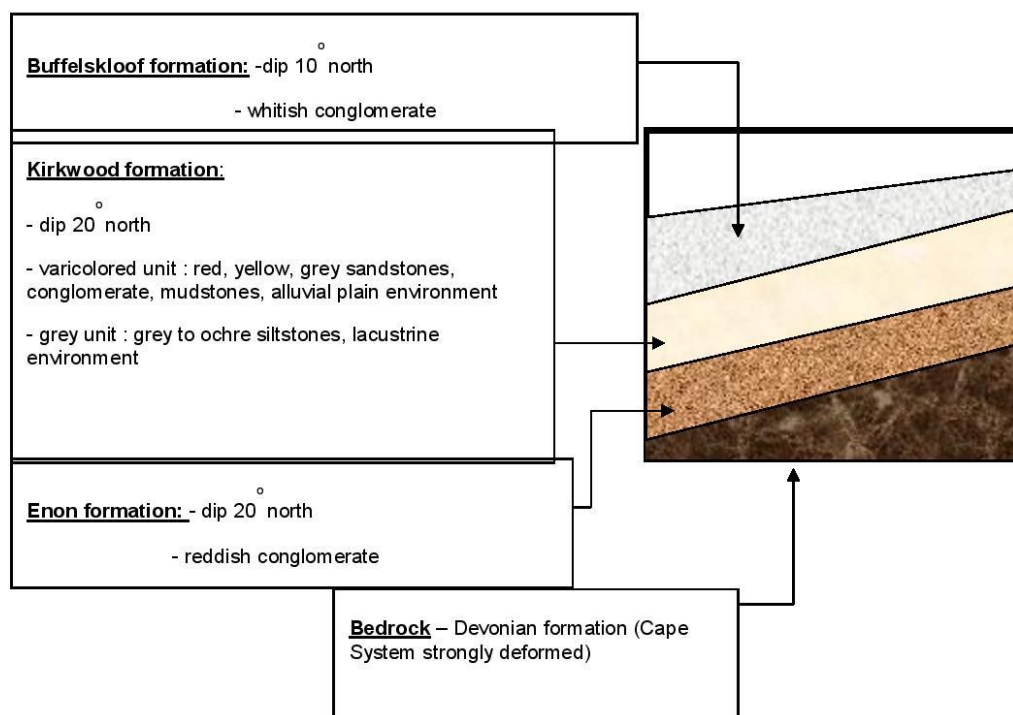 Buffelskloof formation: -dip 10° north
- whitish conglomerate
Kirkwood formation:
- dip 20° north
- varicolored unit : red, yellow, grey sandstones,
conglomerate, mudstones, alluvial plain environment
- grey unit : grey to ochre siltstones, lacustrine
environment
Enon formation: - dip 20° north
- reddish conglomerate
Bedrock – Devonian formation (Cape
System strongly deformed)